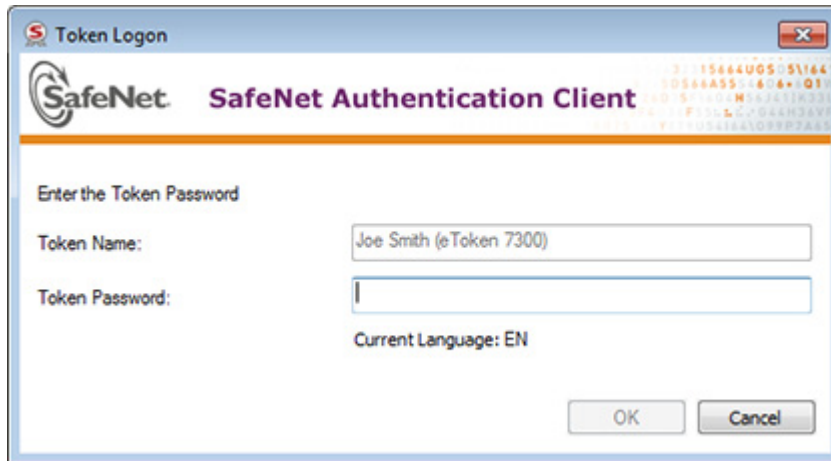 Token Logon
SafeNet. SafeNet Authentication Client
Enter the Token Password
Token Name: Joe Smith (eToken 7300)
Token Password:
Current Language: EN
OK Cancel